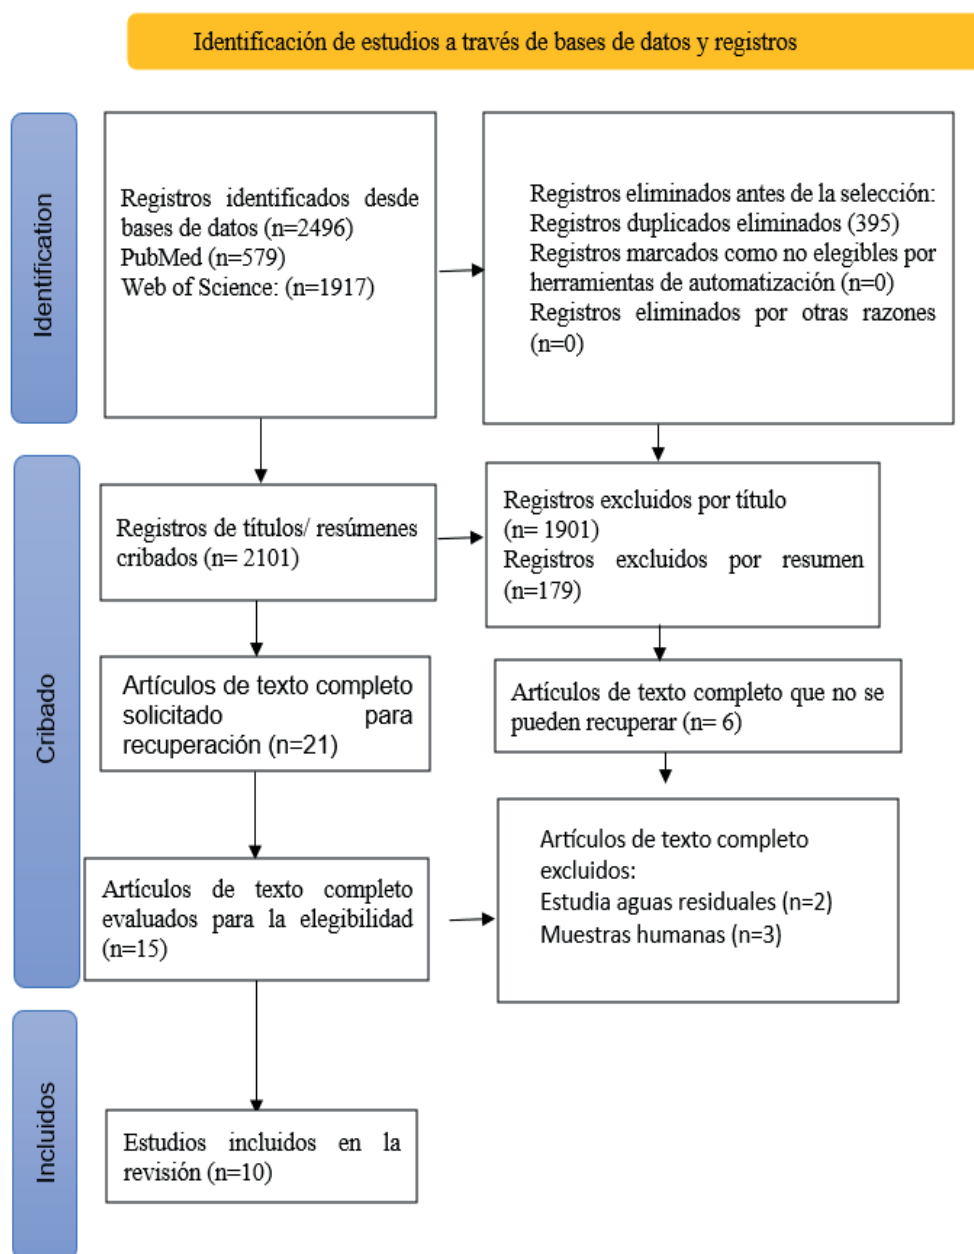 Identificación de estudios a través de bases de datos y registros
Identification
Registros identificados desde
bases de datos (n=2496)
PubMed (n=579)
Web of Science: (n=1917)
Registros eliminados antes de la selección:
Registros duplicados eliminados (395)
Registros marcados como no elegibles por
herramientas de automatización (n=0)
Registros eliminados por otras razones
(n=0)
Cribado
Registros de títulos/ resúmenes
cribados (n= 2101)
Registros excluidos por título
(n= 1901)
Registros excluidos por resumen
(n=179)
Artículos de texto completo
solicitado para
recuperación (n=21)
Artículos de texto completo que no se
pueden recuperar (n= 6)
Artículos de texto completo
evaluados para la elegibilidad
(n=15)
Artículos de texto completo
excluidos:
Estudia aguas residuales (n=2)
Muestras humanas (n=3)
Incluidos
Estudios incluidos en la
revisión (n=10)